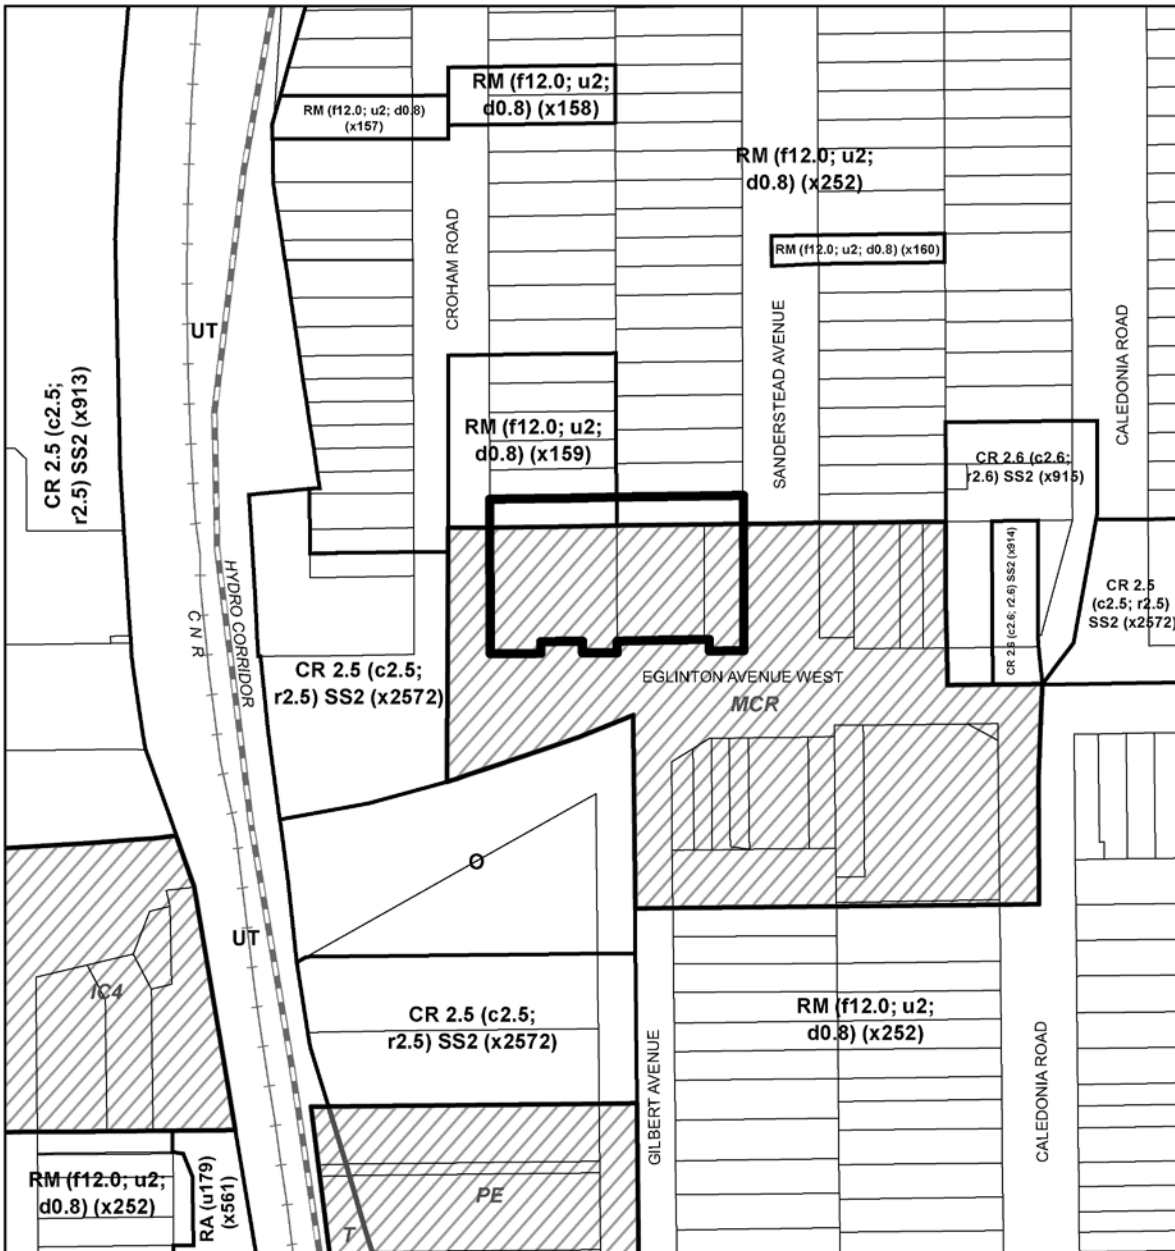 RM (f12.0; u2;
d0.8) (x158)
RM (f12.0; u2; d0.8)
(x157)
RM (f12.0; u2;
d0.8) (x252)
CROHAM ROAD
RM (f12.0; u2; d0.8) (x160)
SANDERSTEAD AVENUE
CALEDONIA ROAD
UT
CR 2.5 (c2.5;
r2.5) SS2 (x913)
RM (f12.0; u2;
d0.8) (x159)
CR 2.6 (c2.6;
r2.6) SS2 (x915)
CR 2.6 (c2.6; r2.6) SS2 (x914)
CR 2.5
(c2.5; r2.5)
SS2 (x2572)
HYDRO CORRIDOR
C N R
CR 2.5 (c2.5;
r2.5) SS2 (x2572)
EGLINTON AVENUE WEST
MCR
O
UT
IC4
CR 2.5 (c2.5;
r2.5) SS2 (x2572)
RM (f12.0; u2;
d0.8) (x252)
GILBERT AVENUE
CALEDONIA ROAD
RM (f12.0; u2;
d0.8) (x252)
RA (u179)
(x561)
PE
T